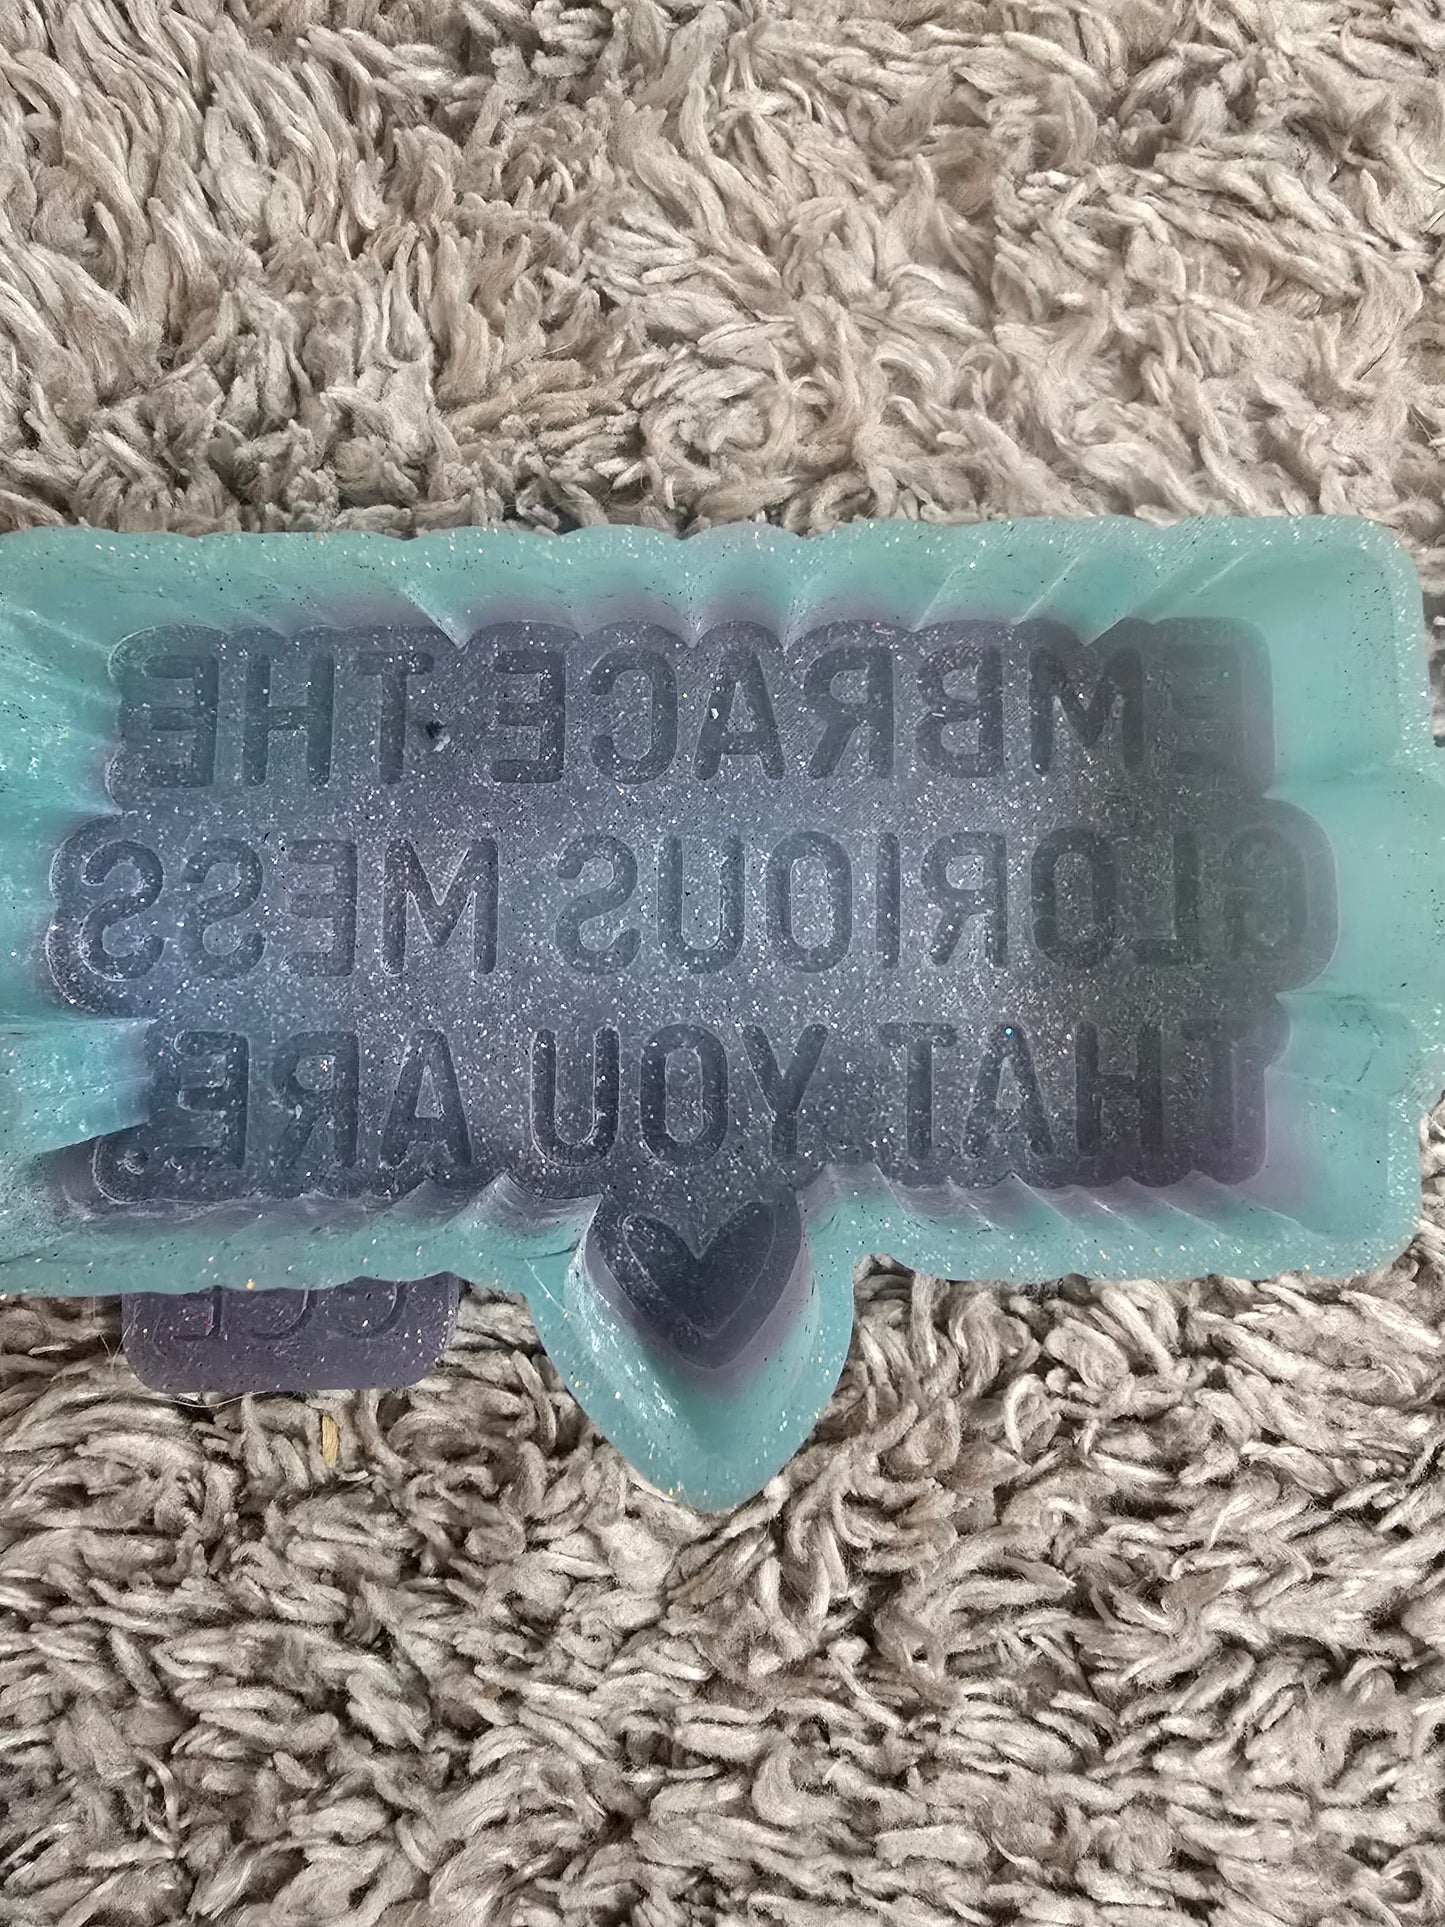 EMBRACE THE
GLORIOUS MESS
THAT YOU ARE.